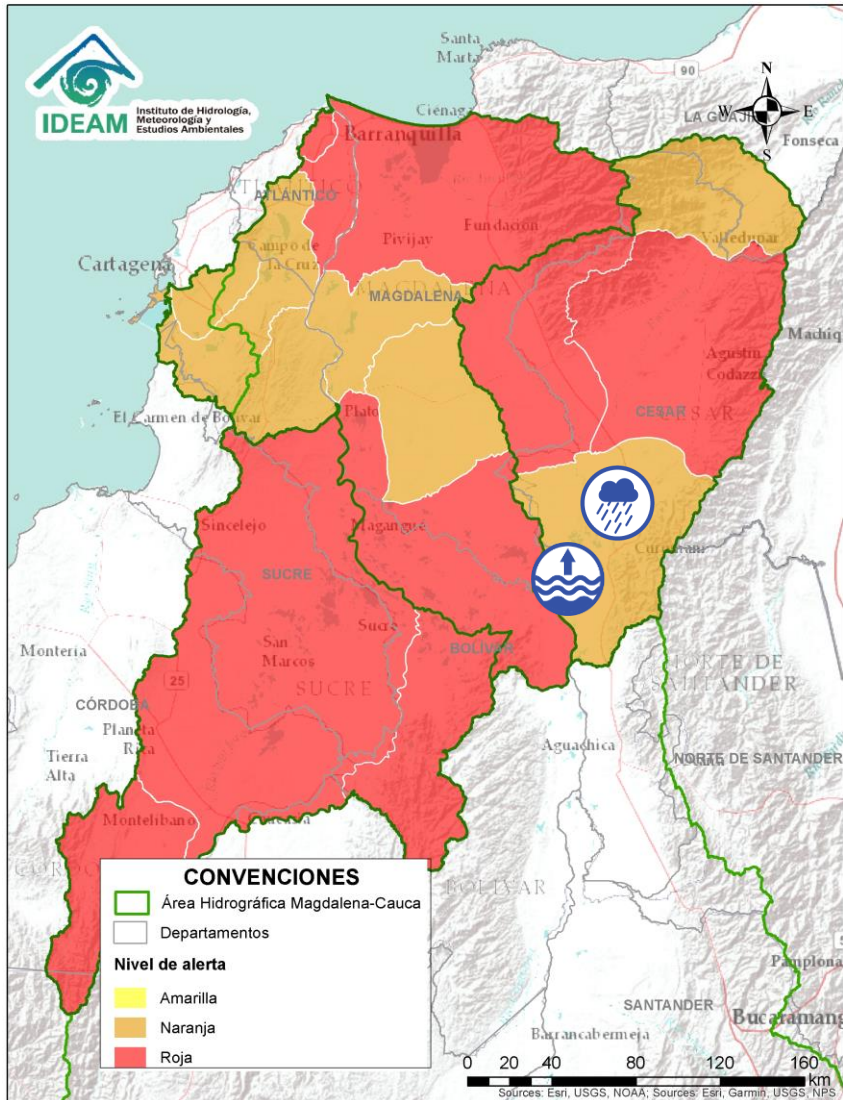 IDEAM
Instituto de Hidrología,
Meteorología y
Estudios Ambientales
Santa
Marta
90
N
W
E
S
LA GUAJI
Ciénaga
Fonseca
Barranquilla
ATLÁNTICO
Valledupar
Fundación
Pivijay
Campo de
la Cruz
Cartagena
MAGDALENA
Machiq
Agustín
Codazzi
El Carmen de Bolívar
Plato
CESAR
Sincelejo
Magangué
Curumaní
SUCRE
Sucre
San
Marcos
BOLÍVAR
Montería
SUCRE
25
NORTE DE
SANTANDER
CÓRDOBA
Planeta
Rica
Aguachica
NORTE DE SANTANDER
Tierra
Alta
Montelíbano
BOLÍVAR
CONVENCIONES
Área Hidrográfica Magdalena-Cauca
Departamentos
Nivel de alerta
Amarilla
Naranja
Roja
Pamplona
SANTANDER
Bucaramang
Barrancabermeja
0 20 40 80 120 160
km
Sources: Esri, USGS, NOAA; Sources: Esri, Garmin, USGS, NPS